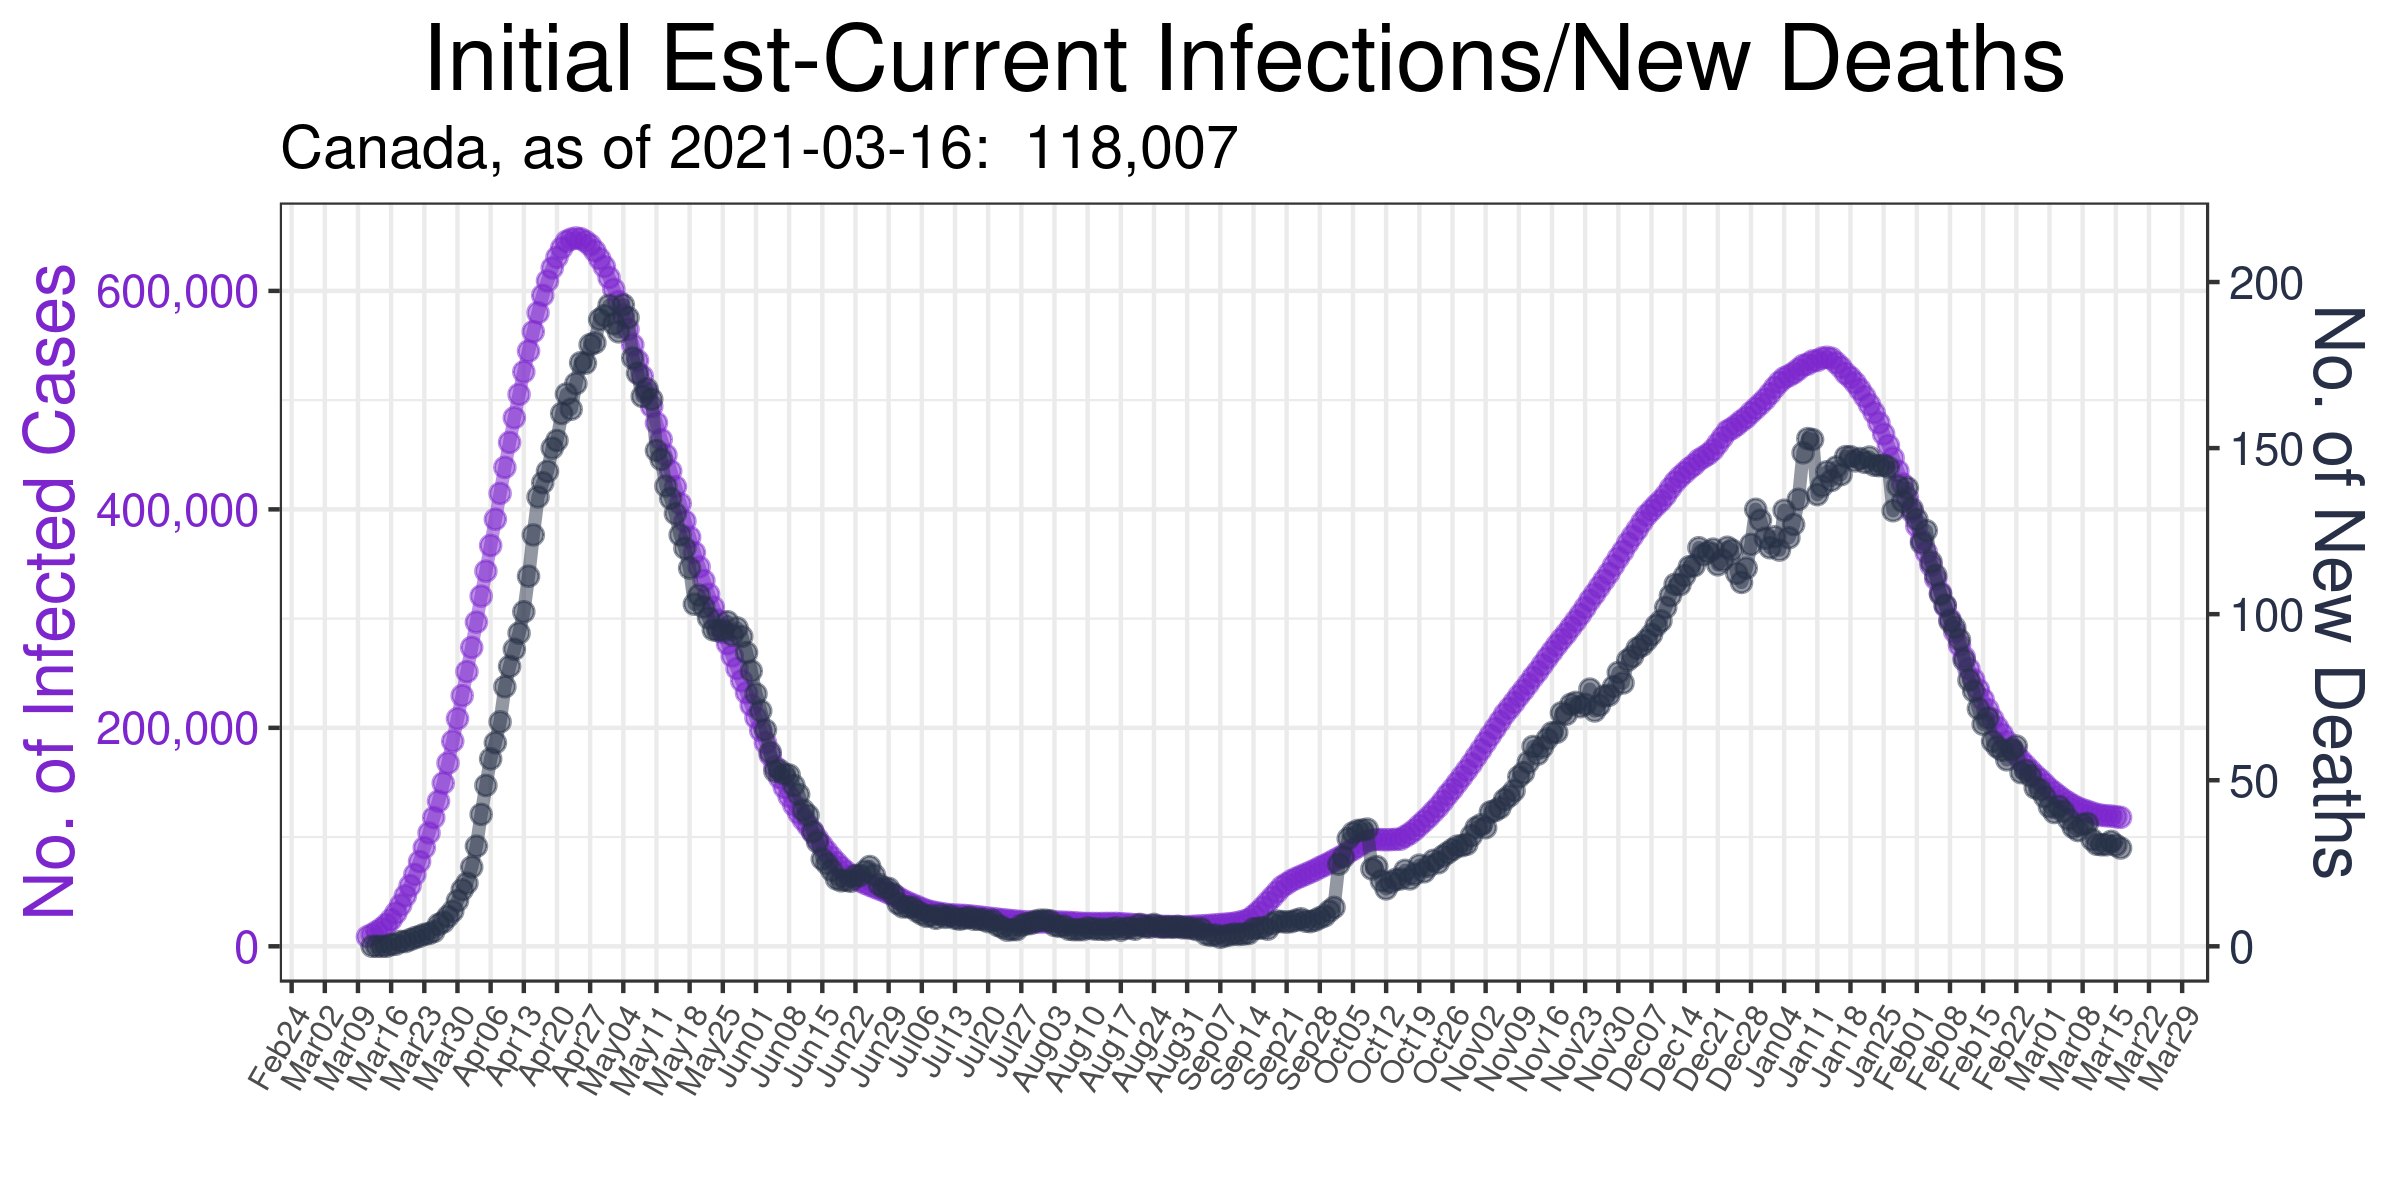 Initial Est-Current Infections/New Deaths
Canada, as of 2021-03-16:  118,007
No. of Infected Cases
600,000
400,000
200,000
0
200
150
100
50
0
No. of New Deaths
Feb24
Mar02
Mar09
Mar16
Mar23
Mar30
Apr06
Apr13
Apr20
Apr27
May04
May11
May18
May25
Jun01
Jun08
Jun15
Jun22
Jun29
Jul06
Jul13
Jul20
Jul27
Aug03
Aug10
Aug17
Aug24
Aug31
Sep07
Sep14
Sep21
Sep28
Oct05
Oct12
Oct19
Oct26
Nov02
Nov09
Nov16
Nov23
Nov30
Dec07
Dec14
Dec21
Dec28
Jan04
Jan11
Jan18
Jan25
Feb01
Feb08
Feb15
Feb22
Mar01
Mar08
Mar15
Mar22
Mar29